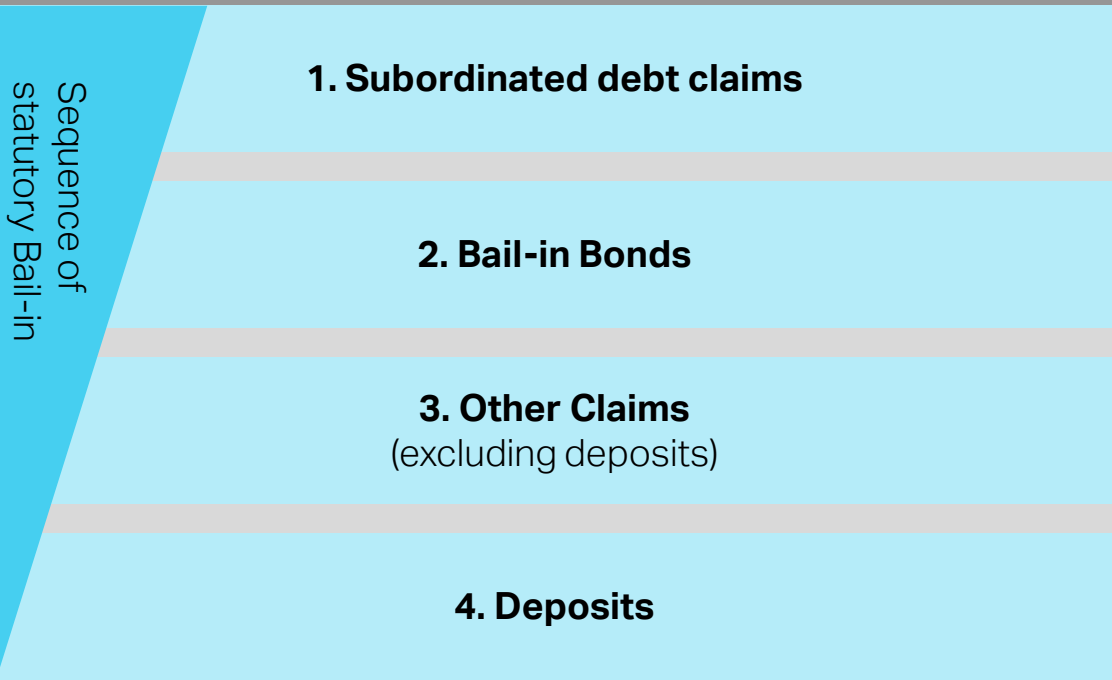 Sequence of
statutory Bail-in
1. Subordinated debt claims
2. Bail-in Bonds
3. Other Claims
(excluding deposits)
4. Deposits